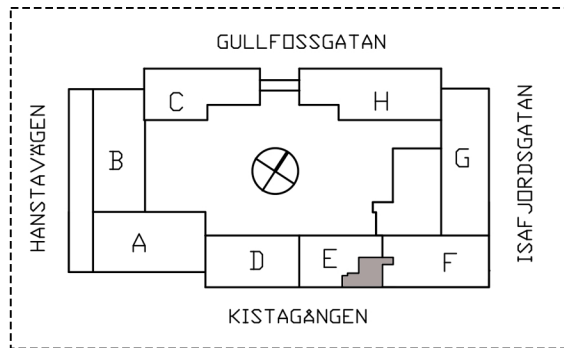 GULLFOSSGATAN
C
H
HANSTAVÄGEN
B
G
ISAFJORDSGATAN
A
D
E
F
KISTAGÅNGEN